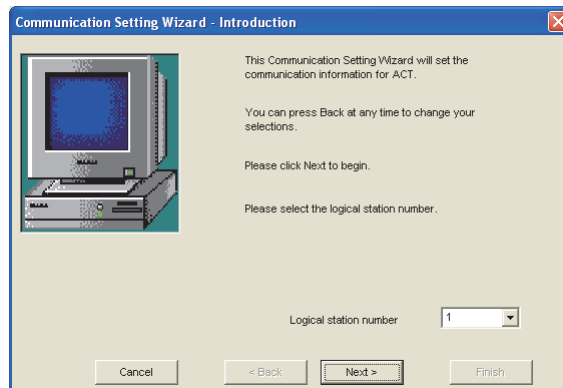 Communication Setting Wizard - Introduction
This Communication Setting Wizard will set the
communication information for ACT.
You can press Back at any time to change your
selections.
Please click Next to begin.
Please select the logical station number.
Logical station number
1
Cancel
< Back
Next >
Finish